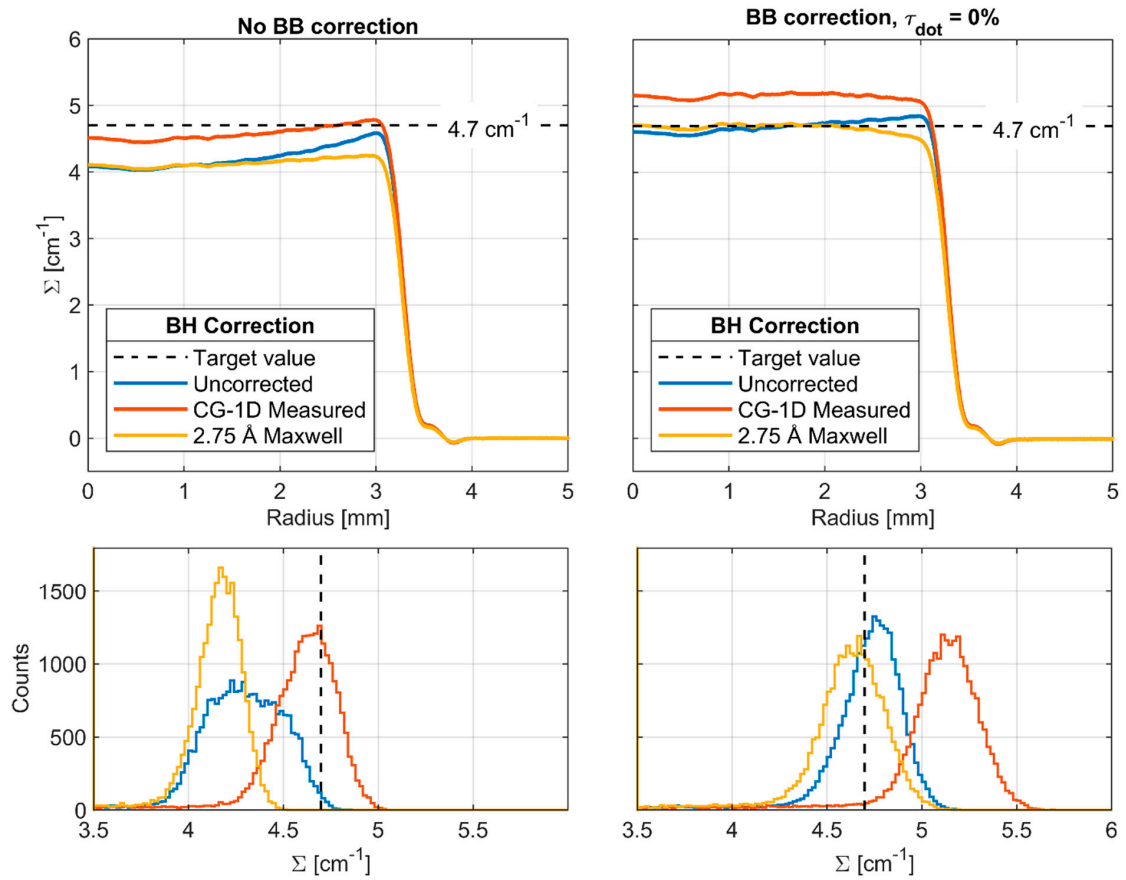 No BB correction
6
5
4
3
2
1
0
Σ [cm⁻¹]
4.7 cm⁻¹
BH Correction
Target value
Uncorrected
CG-1D Measured
2.75 Å Maxwell
0 1 2 3 4 5
Radius [mm]
BB correction, τ_dot = 0%
4.7 cm⁻¹
BH Correction
Target value
Uncorrected
CG-1D Measured
2.75 Å Maxwell
0 1 2 3 4 5
Radius [mm]
1500
1000
500
0
Counts
3.5 4 4.5 5 5.5
Σ [cm⁻¹]
3.5 4 4.5 5 5.5 6
Σ [cm⁻¹]